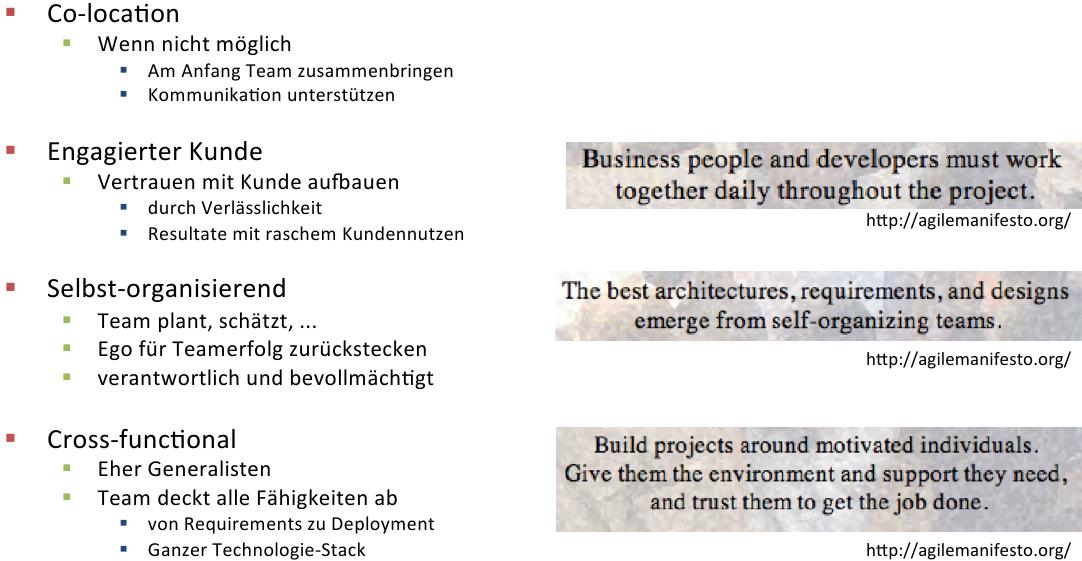 Co-location
Wenn nicht möglich
Am Anfang Team zusammenbringen
Kommunikation unterstützen
Engagierter Kunde
Vertrauen mit Kunde aufbauen
durch Verlässlichkeit
Resultate mit raschem Kundennutzen
Business people and developers must work
together daily throughout the project.
http://agilemanifesto.org/
Selbst-organisierend
Team plant, schätzt, ...
Ego für Teamerfolg zurückstecken
verantwortlich und bevollmächtigt
The best architectures, requirements, and designs
emerge from self-organizing teams.
http://agilemanifesto.org/
Cross-functional
Eher Generalisten
Team deckt alle Fähigkeiten ab
von Requirements zu Deployment
Ganzer Technologie-Stack
Build projects around motivated individuals.
Give them the environment and support they need,
and trust them to get the job done.
http://agilemanifesto.org/